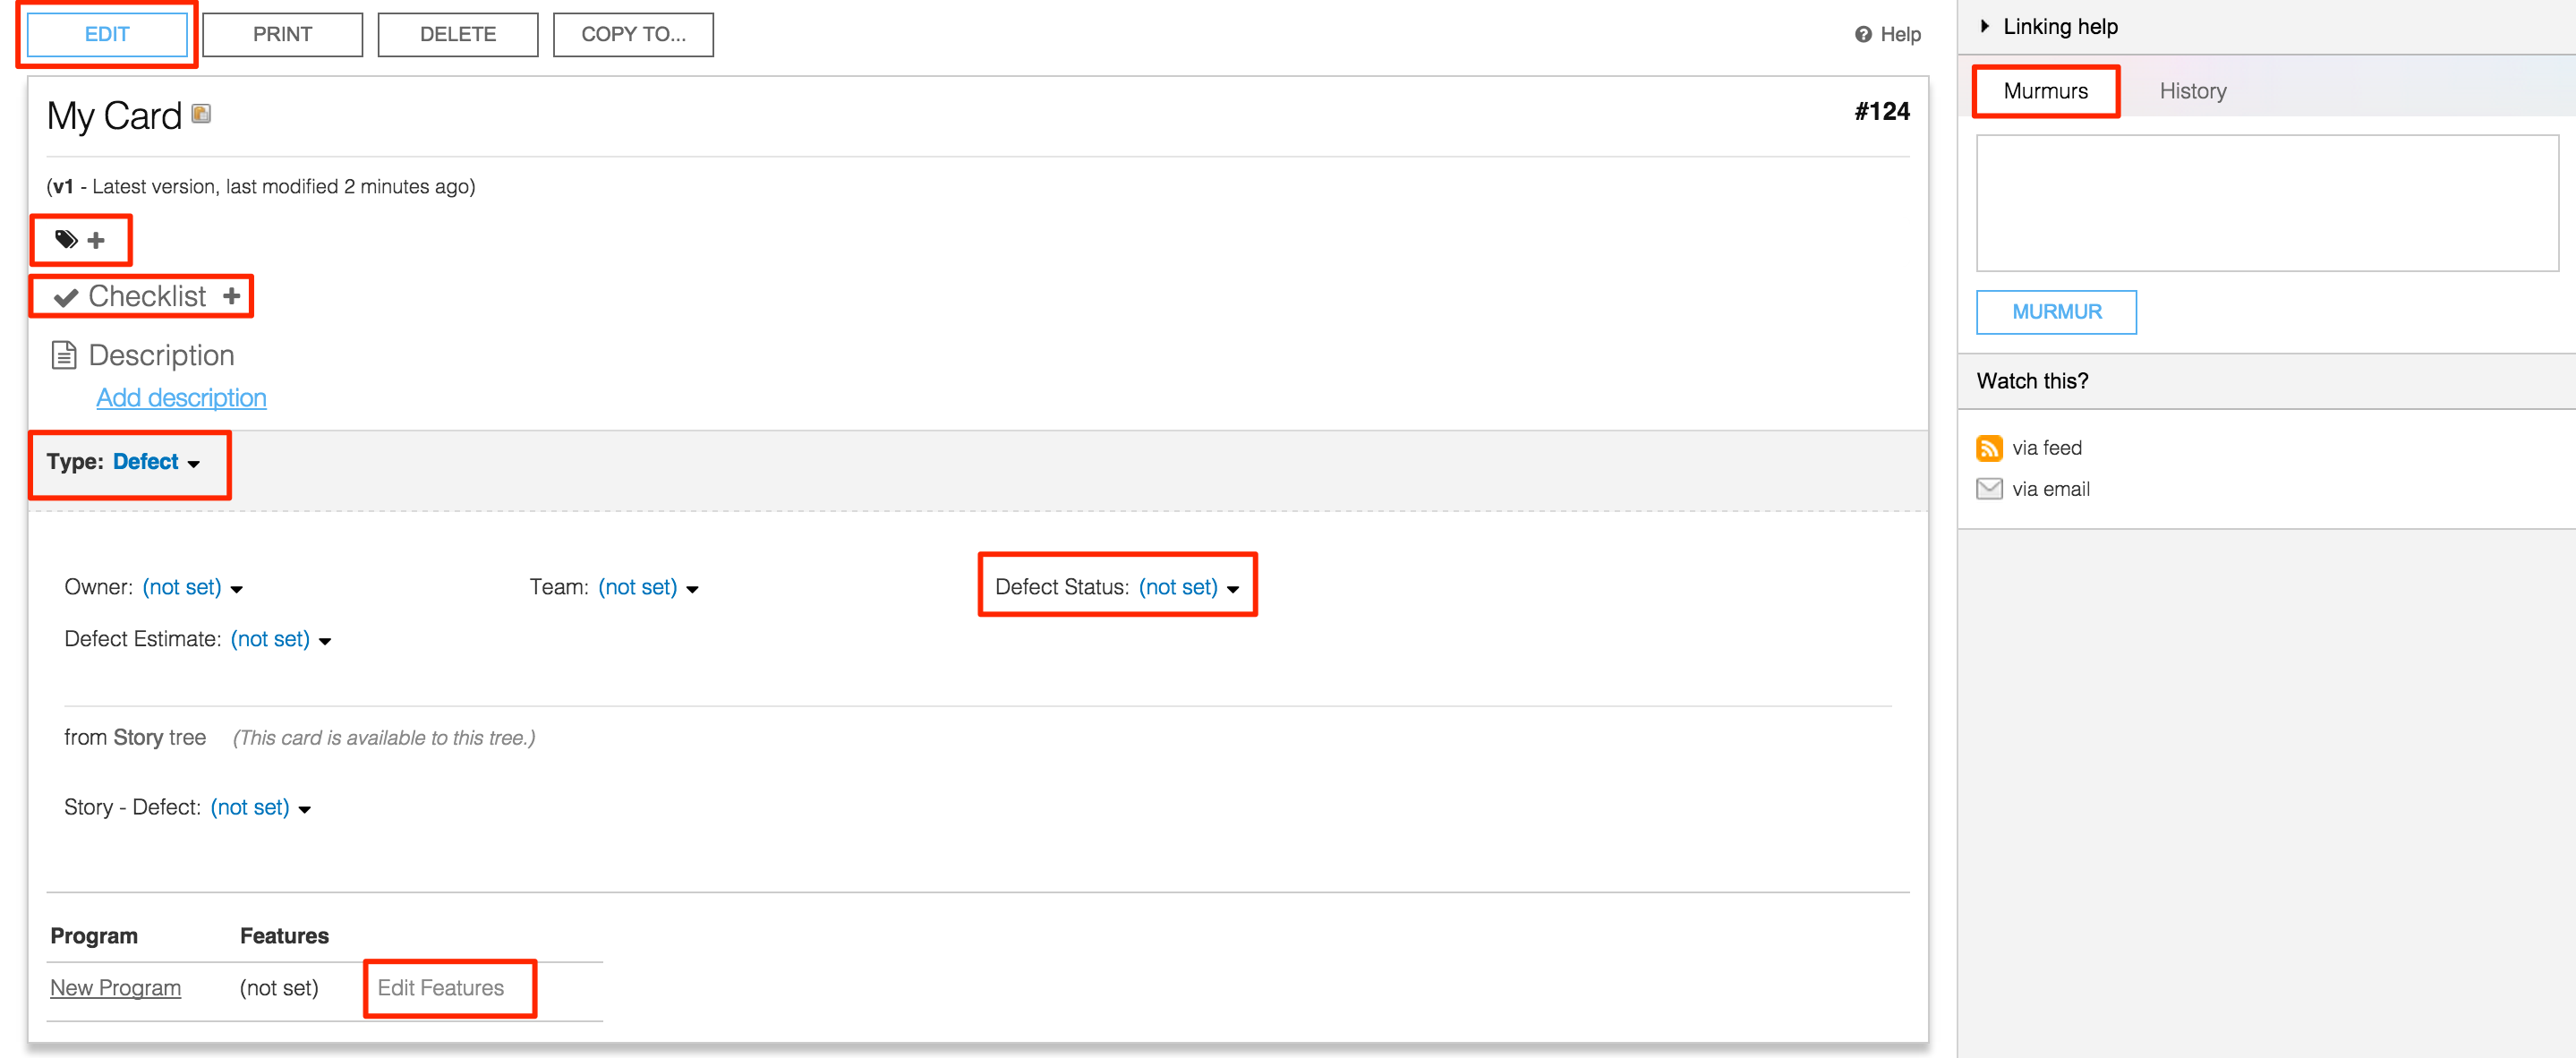 EDIT PRINT DELETE COPY TO... Help
My Card #124
(v1 - Latest version, last modified 2 minutes ago)
+
Checklist +
Description
Add description
Type: Defect
Owner: (not set) Team: (not set) Defect Status: (not set)
Defect Estimate: (not set)
from Story tree (This card is available to this tree.)
Story - Defect: (not set)
Program Features
New Program (not set) Edit Features
Linking help
Murmurs History
MURMUR
Watch this?
via feed
via email